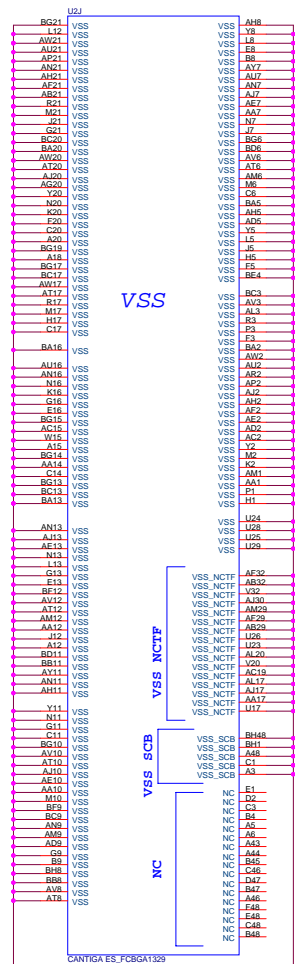 U2J
BG21 VSS
L12 VSS
AW21 VSS
AU21 VSS
AP21 VSS
AN21 VSS
AH21 VSS
AF21 VSS
AB21 VSS
R21 VSS
M21 VSS
J21 VSS
G21 VSS
BC20 VSS
BA20 VSS
AW20 VSS
AT20 VSS
AJ20 VSS
AG20 VSS
Y20 VSS
N20 VSS
K20 VSS
F20 VSS
C20 VSS
A20 VSS
BG19 VSS
A18 VSS
BG17 VSS
BC17 VSS
AW17 VSS
AT17 VSS
R17 VSS
M17 VSS
H17 VSS
C17 VSS
BA16 VSS
AU16 VSS
AN16 VSS
N16 VSS
K16 VSS
G16 VSS
E16 VSS
BG15 VSS
AC15 VSS
W15 VSS
A15 VSS
BG14 VSS
AA14 VSS
C14 VSS
BG13 VSS
BC13 VSS
BA13 VSS
AN13 VSS
AJ13 VSS
AE13 VSS
N13 VSS
L13 VSS
G13 VSS
E13 VSS
BF12 VSS
AV12 VSS
AT12 VSS
AM12 VSS
AA12 VSS
J12 VSS
A12 VSS
BD11 VSS
BB11 VSS
AY11 VSS
AN11 VSS
AH11 VSS
Y11 VSS
N11 VSS
G11 VSS
C11 VSS
BG10 VSS
AV10 VSS
AT10 VSS
AJ10 VSS
AE10 VSS
AA10 VSS
M10 VSS
BF9 VSS
BC9 VSS
AN9 VSS
AM9 VSS
AD9 VSS
G9 VSS
B9 VSS
BH8 VSS
BB8 VSS
AV8 VSS
AT8 VSS
VSS
VSS NCTF
VSS SCB
NC
VSS AH8
VSS Y8
VSS L8
VSS E8
VSS B8
VSS AY7
VSS AU7
VSS AN7
VSS AJ7
VSS AE7
VSS AA7
VSS N7
VSS J7
VSS BG6
VSS BD6
VSS AV6
VSS AT6
VSS AM6
VSS M6
VSS C6
VSS BA5
VSS AH5
VSS AD5
VSS Y5
VSS L5
VSS J5
VSS H5
VSS F5
VSS BE4
VSS BC3
VSS AV3
VSS AL3
VSS R3
VSS P3
VSS F3
VSS BA2
VSS AW2
VSS AU2
VSS AR2
VSS AP2
VSS AJ2
VSS AH2
VSS AF2
VSS AE2
VSS AD2
VSS AC2
VSS Y2
VSS M2
VSS K2
VSS AM1
VSS AA1
VSS P1
VSS H1
VSS U24
VSS U28
VSS U25
VSS U29
VSS_NCTF AF32
VSS_NCTF AB32
VSS_NCTF V32
VSS_NCTF AJ30
VSS_NCTF AM29
VSS_NCTF AF29
VSS_NCTF AB29
VSS_NCTF U26
VSS_NCTF U23
VSS_NCTF AL20
VSS_NCTF V20
VSS_NCTF AC19
VSS_NCTF AL17
VSS_NCTF AJ17
VSS_NCTF AA17
VSS_NCTF U17
VSS_SCB BH48
VSS_SCB BH1
VSS_SCB A48
VSS_SCB C1
VSS_SCB A3
NC E1
NC D2
NC C3
NC B4
NC A5
NC A6
NC A43
NC A44
NC B45
NC C46
NC D47
NC B47
NC A46
NC F48
NC E48
NC C48
NC B48
CANTIGA ES_FCBGA1329